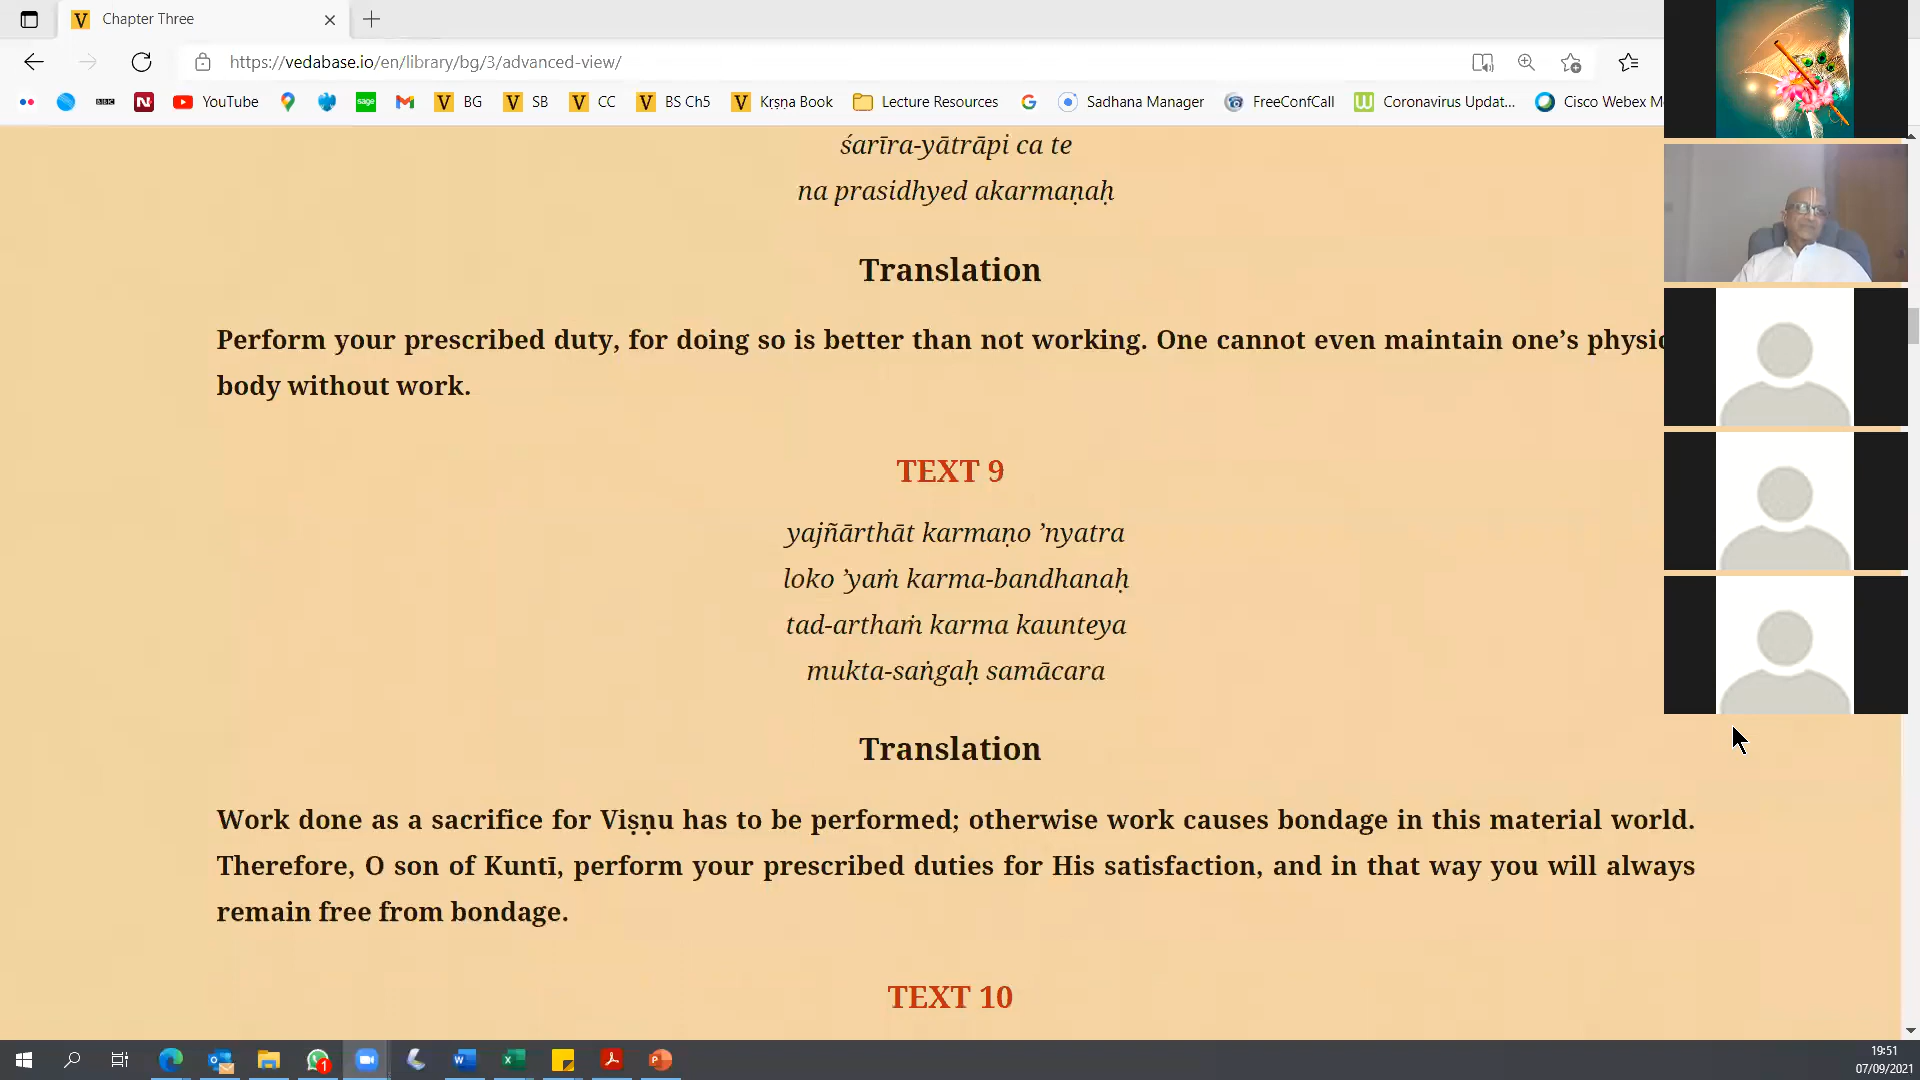 Chapter Three
https://vedabase.io/en/library/bg/3/advanced-view/
BBC N YouTube sage BG SB CC BS Ch5 Kṛṣṇa Book Lecture Resources Sadhana Manager FreeConfCall Coronavirus Updat... Cisco Webex M
śarīra-yātrāpi ca te
na prasidhyed akarmaṇaḥ
Translation
Perform your prescribed duty, for doing so is better than not working. One cannot even maintain one’s physic
body without work.
TEXT 9
yajñārthāt karmaṇo ’nyatra
loko ’yaṁ karma-bandhanaḥ
tad-arthaṁ karma kaunteya
mukta-saṅgaḥ samācara
Translation
Work done as a sacrifice for Viṣṇu has to be performed; otherwise work causes bondage in this material world.
Therefore, O son of Kuntī, perform your prescribed duties for His satisfaction, and in that way you will always
remain free from bondage.
TEXT 10
1
19:51
07/09/2021